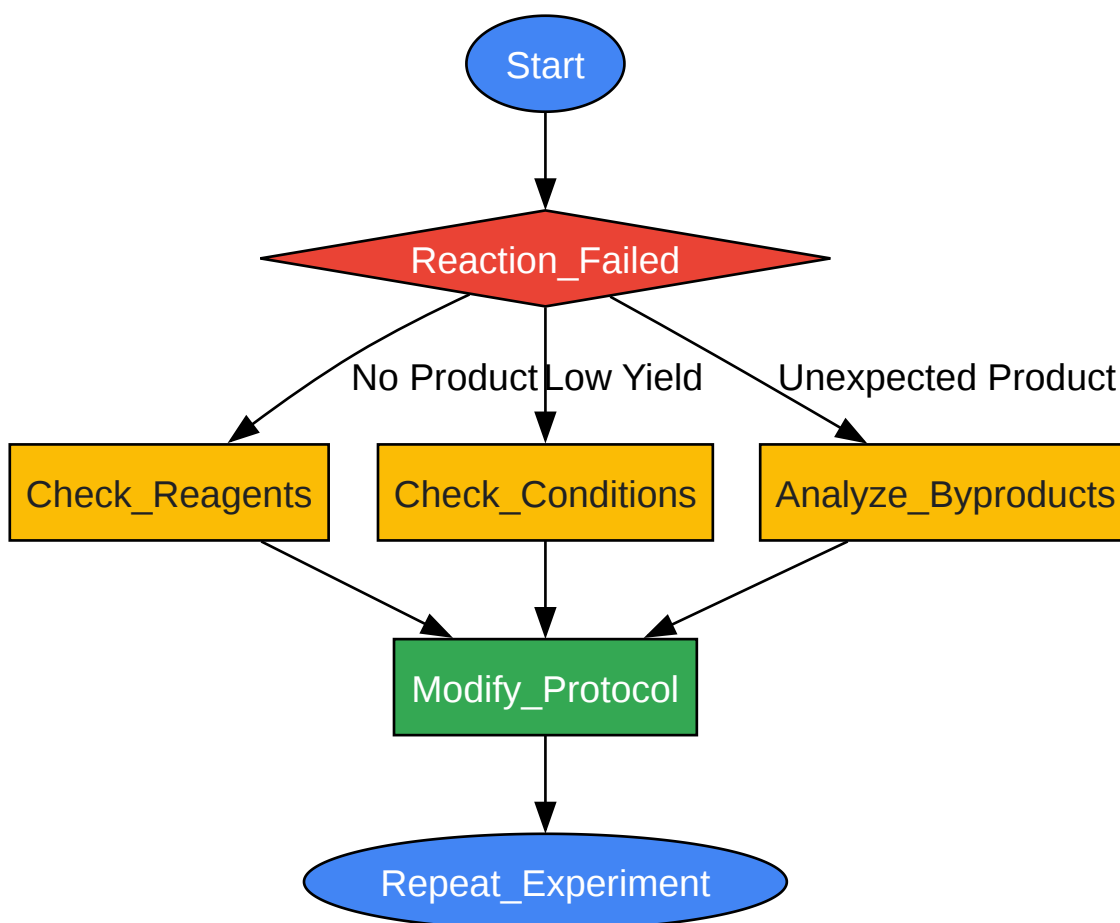 Start
Reaction_Failed
No Product
Low Yield
Unexpected Product
Check_Reagents
Check_Conditions
Analyze_Byproducts
Modify_Protocol
Repeat_Experiment